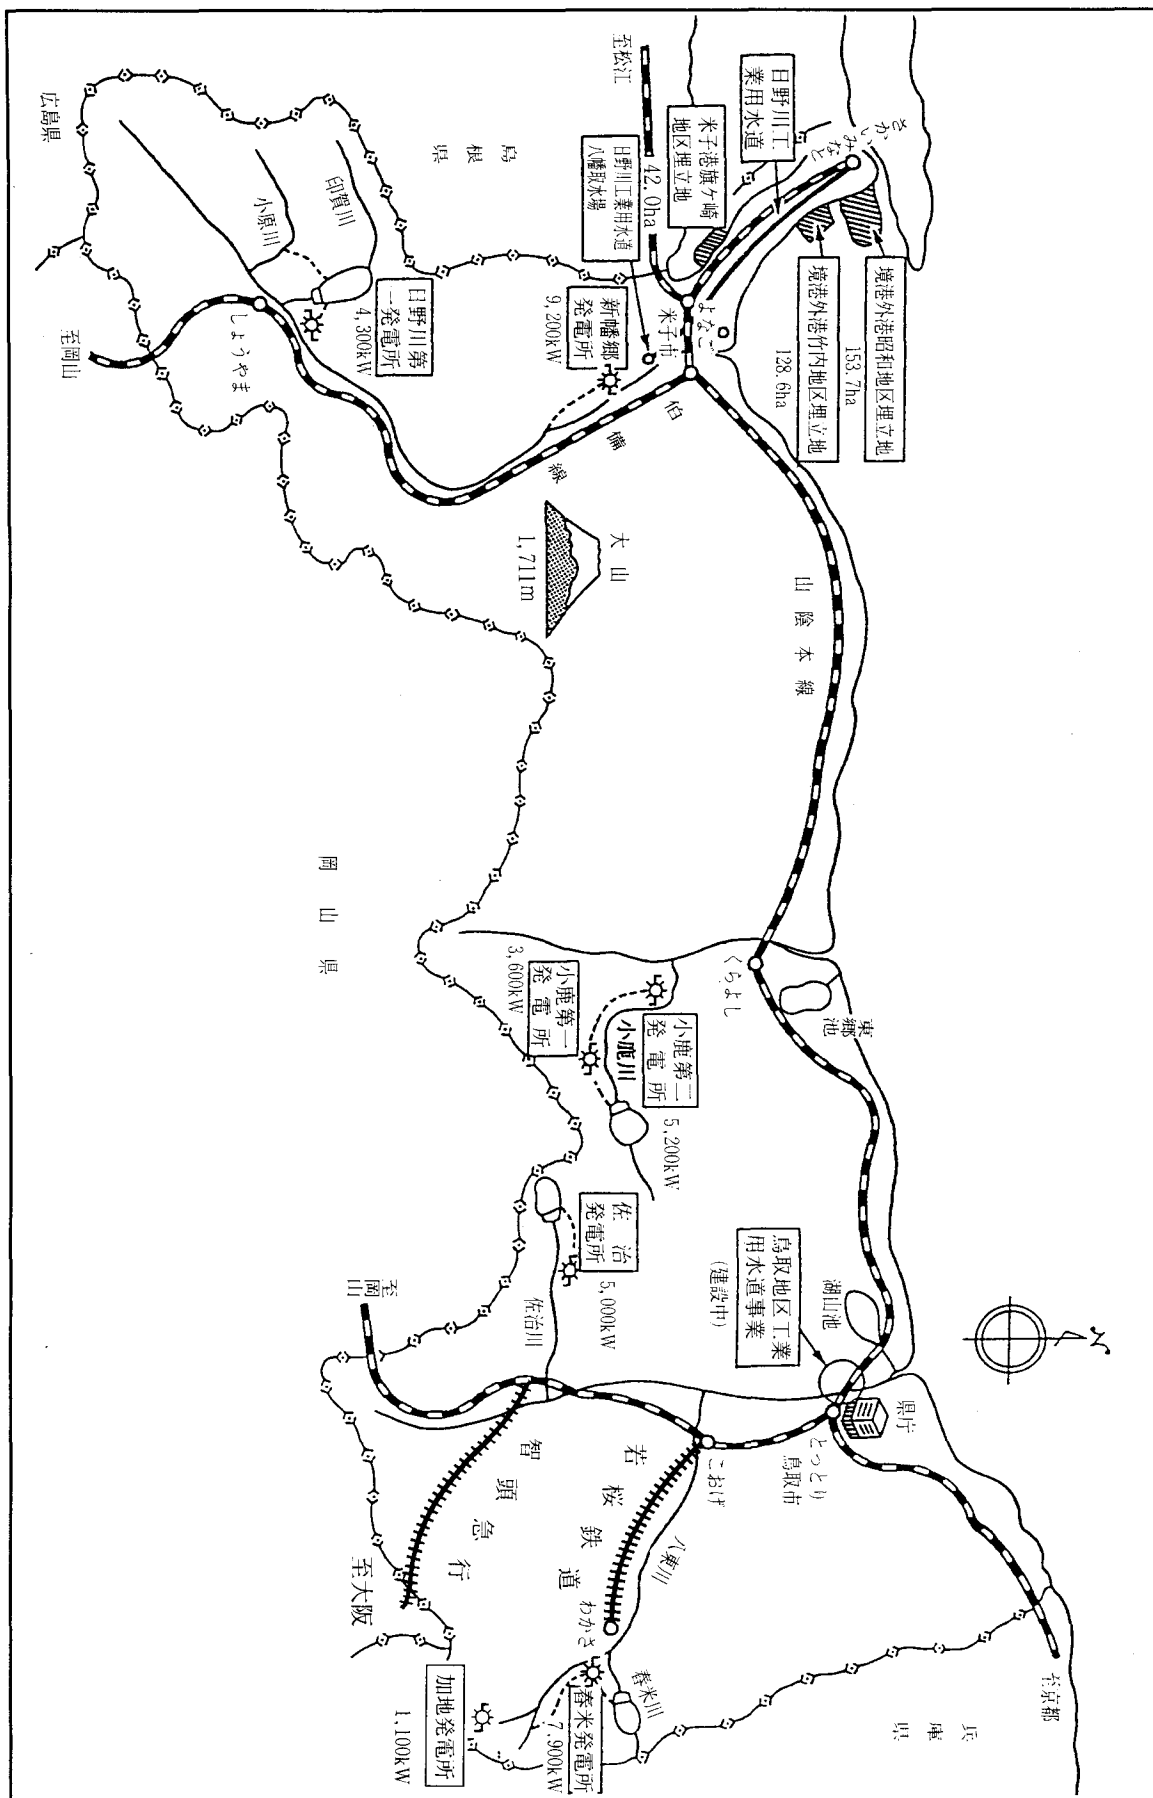 さかいみなと
日野川工
業用水道
境港外港昭和地区埋立地
153.7ha
境港外港竹内地区埋立地
128.6ha
米子港旗ケ崎
地区埋立地
42.0ha
至松江
日野川工業用水道
八幡取水場
よなご
米子市
新幡郷
発電所
9,200kW
島根県
印賀川
小原川
日野川第
一発電所
4,300kW
広島県
しょうやま
至岡山
伯備線
大山
1,711m
山陰本線
岡山県
くらよし
東郷池
小鹿第一
発電所
3,600kW
小鹿第二
発電所
5,200kW
小鹿川
佐治
発電所
5,000kW
佐治川
至岡山
鳥取地区工業
用水道事業
(建設中)
湖山池
N
県庁
とっとり
鳥取市
こおげ
若桜鉄道
八東川
わかさ
智頭急行
至大阪
春米川
春米発電所
7,900kW
加地発電所
1,100kW
兵庫県
至京都